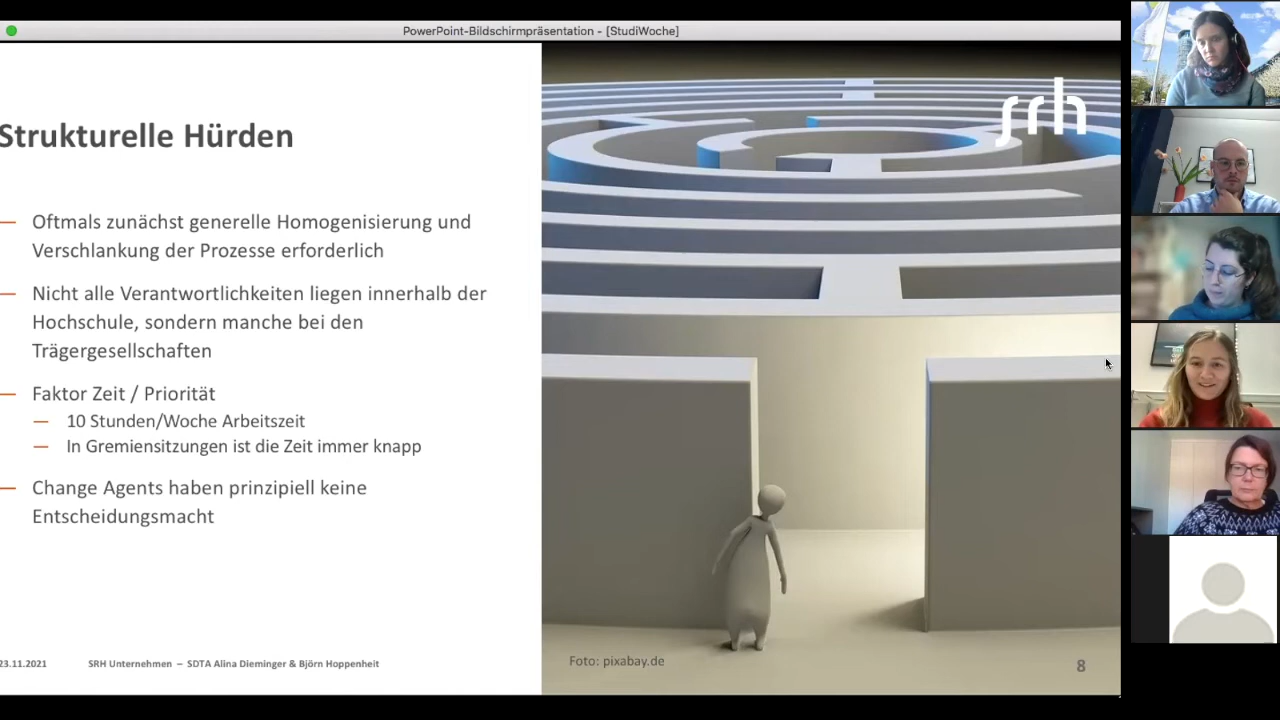 PowerPoint-Bildschirmpräsentation - [StudiWoche]
srh
Strukturelle Hürden
— Oftmals zunächst generelle Homogenisierung und
Verschlankung der Prozesse erforderlich
— Nicht alle Verantwortlichkeiten liegen innerhalb der
Hochschule, sondern manche bei den
Trägergesellschaften
— Faktor Zeit / Priorität
— 10 Stunden/Woche Arbeitszeit
— In Gremiensitzungen ist die Zeit immer knapp
— Change Agents haben prinzipiell keine
Entscheidungsmacht
23.11.2021 SRH Unternehmen – SDTA Alina Dieminger & Björn Hoppenheit
Foto: pixabay.de
8